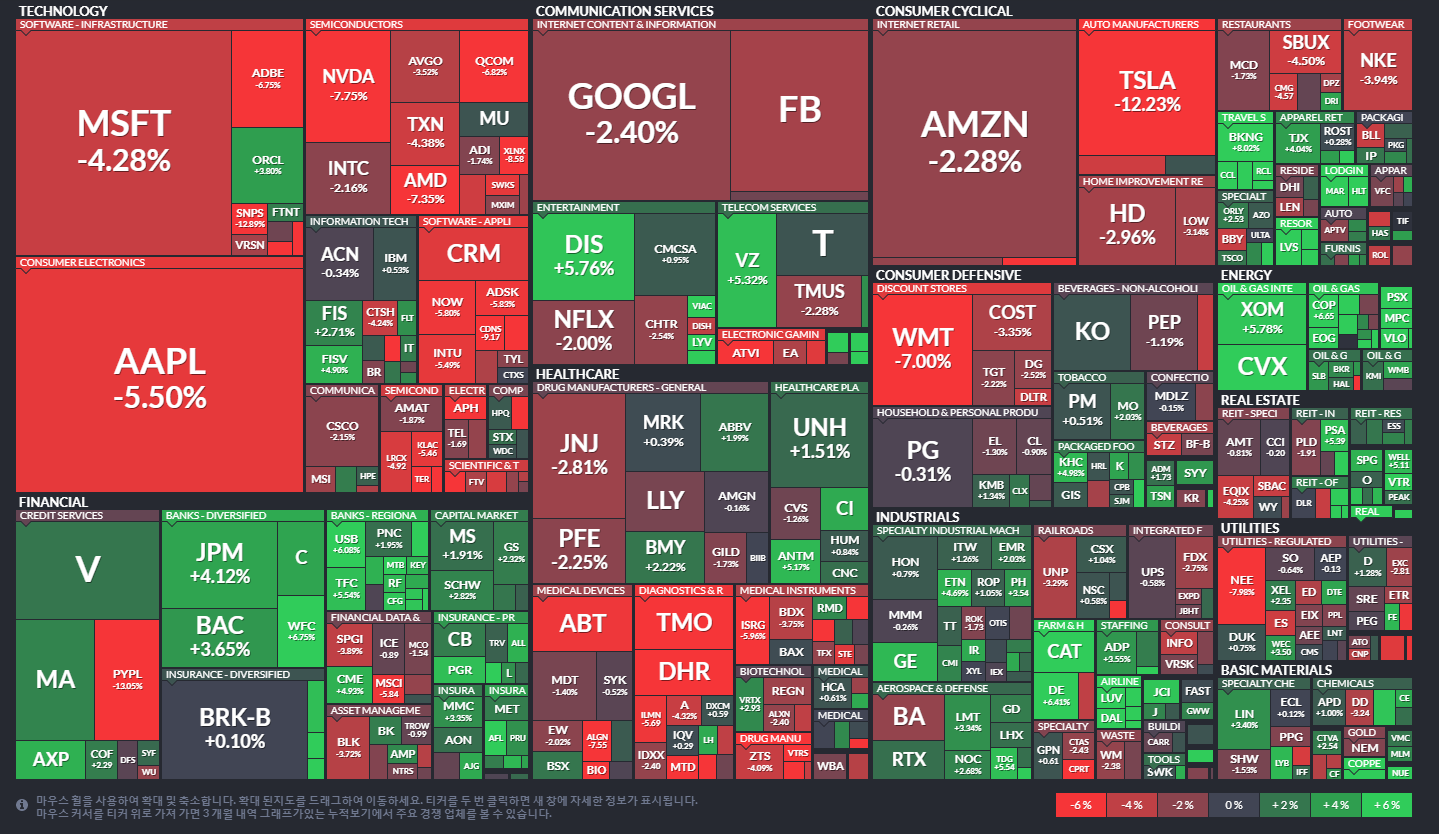 TECHNOLOGY
SOFTWARE - INFRASTRUCTURE
MSFT
-4.28%
ADBE
-6.75%
ORCL
+3.80%
SNPS
-12.89%
FTNT
VRSN
SEMICONDUCTORS
NVDA
-7.75%
AVGO
-3.52%
QCOM
-6.82%
INTC
-2.16%
TXN
-4.38%
MU
AMD
-7.35%
ADI
-1.74%
XLNX
-8.58
SWKS
MXIM
CONSUMER ELECTRONICS
AAPL
-5.50%
INFORMATION TECH
ACN
-0.34%
IBM
+0.53%
FIS
+2.71%
CTSH
-4.24%
FLT
FISV
+4.90%
IT
BR
SOFTWARE - APPLI
CRM
NOW
-5.80%
ADSK
-5.83%
CDNS
-9.17
INTU
-5.49%
TYL
CTXS
COMMUNICA
CSCO
-2.15%
MSI
HPE
SEMICOND
AMAT
-1.87%
LRCX
-4.92
KLAC
-5.46
TER
ELECTR
APH
TEL
-1.69
COMP
HPQ
STX
WDC
SCIENTIFIC & T
FTV
COMMUNICATION SERVICES
INTERNET CONTENT & INFORMATION
GOOGL
-2.40%
FB
ENTERTAINMENT
DIS
+5.76%
CMCSA
+0.95%
NFLX
-2.00%
CHTR
-2.54%
VIAC
DISH
LYV
TELECOM SERVICES
VZ
+5.32%
T
TMUS
-2.28%
ELECTRONIC GAMIN
ATVI
EA
CONSUMER CYCLICAL
INTERNET RETAIL
AMZN
-2.28%
AUTO MANUFACTURERS
TSLA
-12.23%
HOME IMPROVEMENT RE
HD
-2.96%
LOW
-3.14%
RESTAURANTS
MCD
-1.73%
SBUX
-4.50%
CMG
-4.57
DPZ
DRI
FOOTWEAR
NKE
-3.94%
TRAVEL S
BKNG
+8.02%
CCL
RCL
APPAREL RET
TJX
+4.04%
ROST
+0.28%
PACKAGI
BLL
PKG
IP
RESIDE
DHI
LEN
LODGIN
MAR
HLT
APPAR
VFC
SPECIALT
ORLY
+2.53
AZO
BBY
ULTA
TSCO
RESOR
LVS
AUTO
APTV
FURNIS
TIF
HAS
ROL
CONSUMER DEFENSIVE
DISCOUNT STORES
WMT
-7.00%
COST
-3.35%
TGT
-2.22%
DG
-2.52%
DLTR
BEVERAGES - NON-ALCOHOLI
KO
PEP
-1.19%
HOUSEHOLD & PERSONAL PRODU
PG
-0.31%
EL
-1.30%
CL
-0.90%
KMB
+1.34%
CLX
TOBACCO
PM
+0.51%
MO
+2.03%
CONFECTIO
MDLZ
-0.15%
BEVERAGES
STZ
BF-B
PACKAGED FOO
KHC
+4.98%
HRL
K
GIS
CPB
SJM
ADM
+1.73
SYY
TSN
KR
ENERGY
OIL & GAS INTE
XOM
+5.78%
CVX
OIL & GAS
COP
+6.65
EOG
PSX
MPC
VLO
OIL & G
SLB
BKR
HAL
OIL & G
KMI
WMB
REAL ESTATE
REIT - SPECI
AMT
-0.81%
CCI
-0.20
EQIX
-4.25%
SBAC
WY
REIT - IN
PLD
-1.91
PSA
+5.39
REIT - OF
DLR
REIT - RES
ESS
SPG
WELL
+5.11
O
VTR
PEAK
REAL
HEALTHCARE
DRUG MANUFACTURERS - GENERAL
JNJ
-2.81%
MRK
+0.39%
ABBV
+1.99%
PFE
-2.25%
LLY
AMGN
-0.16%
BMY
+2.22%
GILD
-1.73%
BIIB
HEALTHCARE PLA
UNH
+1.51%
CVS
-1.26%
CI
ANTM
+5.17%
HUM
+0.84%
CNC
MEDICAL DEVICES
ABT
MDT
-1.40%
SYK
-0.52%
EW
-2.02%
ALGN
-7.55
BSX
BIO
DIAGNOSTICS & R
TMO
DHR
ILMN
-5.69
A
-4.32%
DXCM
+0.59
IQV
+0.29
LH
IDXX
-2.40
MTD
MEDICAL INSTRUMENTS
ISRG
-5.96%
BDX
-3.75%
RMD
BAX
TFX
STE
BIOTECHNOL
VRTX
+2.93
REGN
ALXN
-2.40
DRUG MANU
ZTS
-4.09%
VTRS
MEDICAL
HCA
+0.61%
MEDICAL
WBA
FINANCIAL
CREDIT SERVICES
V
MA
PYPL
-13.05%
AXP
COF
+2.29
DFS
SYF
WU
BANKS - DIVERSIFIED
JPM
+4.12%
C
BAC
+3.65%
WFC
+6.75%
INSURANCE - DIVERSIFIED
BRK-B
+0.10%
BANKS - REGIONA
USB
+6.08%
PNC
+1.95%
TFC
+5.54%
MTB
KEY
RF
CFG
CAPITAL MARKET
MS
+1.91%
GS
+2.32%
SCHW
+2.82%
FINANCIAL DATA &
SPGI
-3.89%
ICE
-0.89
MCO
-1.54
CME
+4.93%
MSCI
-5.84
ASSET MANAGEME
BLK
-3.72%
BK
TROW
-0.99
AMP
NTRS
INSURANCE - PR
CB
TRV
ALL
PGR
L
INSURA
MMC
+3.35%
AON
AJG
INSURA
MET
AFL
PRU
INDUSTRIALS
SPECIALTY INDUSTRIAL MACH
HON
+0.79%
ITW
+1.26%
EMR
+2.03%
ETN
+4.69%
ROP
+1.05%
PH
+3.54
MMM
-0.26%
TT
ROK
-1.73
OTIS
GE
CMI
IR
XYL
IEX
AEROSPACE & DEFENSE
BA
LMT
+3.34%
GD
LHX
RTX
NOC
+2.68%
TDG
+5.54
RAILROADS
UNP
-3.29%
CSX
+1.04%
NSC
+0.58%
INTEGRATED F
UPS
-0.58%
FDX
-2.75%
EXPD
JBHT
FARM & H
CAT
DE
+6.41%
STAFFING
ADP
+3.55%
CONSULT
INFO
VRSK
AIRLINE
LUV
DAL
JCI
J
FAST
GWW
SPECIALTY
GPN
+0.61
CTAS
-2.43
CPRT
WASTE
WM
-2.38
BUILDI
CARR
TOOLS
SWK
UTILITIES
UTILITIES - REGULATED
NEE
-7.98%
SO
-0.64%
AEP
-0.13
XEL
+2.35
ED
DTE
ES
EIX
PPL
DUK
+0.75%
WEC
+3.50
AEE
LNT
CMS
UTILITIES -
D
+1.28%
EXC
-2.81
SRE
ETR
PEG
FE
ATO
CNP
BASIC MATERIALS
SPECIALTY CHE
LIN
+3.40%
ECL
+0.12%
PPG
SHW
-1.53%
LYB
IFF
CHEMICALS
APD
+1.00%
DD
-3.24
CE
CTVA
+2.54
CF
GOLD
NEM
COPPE
VMC
MLM
NUE
마우스 휠을 사용하여 확대 및 축소합니다. 확대 된지도를 드래그하여 이동하세요. 티커를 두 번 클릭하면 새 창에 자세한 정보가 표시됩니다.
마우스 커서를 티커 위로 가져 가면 3 개월 내역 그래프가있는 누적보기에서 주요 경쟁 업체를 볼 수 있습니다.
-6 %
-4 %
-2 %
0 %
+2 %
+4 %
+6 %